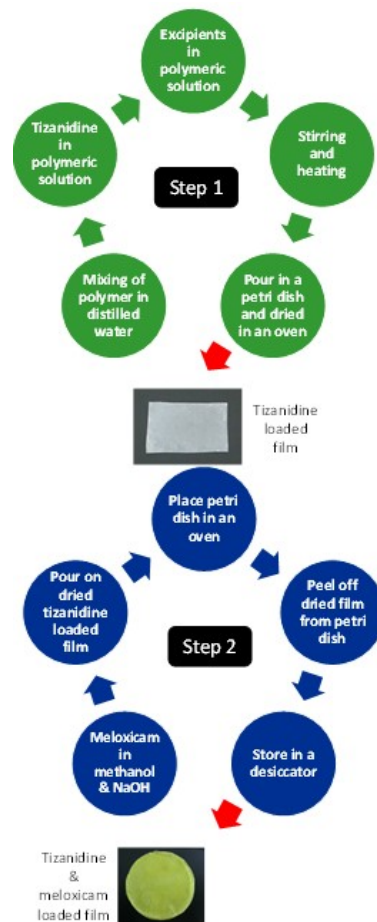 Excipients
in
polymeric
solution
Tizanidine
in
polymeric
solution
Stirring
and
heating
Step 1
Mixing of
polymer in
distilled
water
Pour in a
petri dish
and dried
in an oven
Tizanidine
loaded
film
Place petri
dish in an
oven
Pour on
dried
tizanidine
loaded
film
Peel off
dried film
from petri
dish
Step 2
Meloxicam
in
methanol
& NaOH
Store in a
desiccator
Tizanidine
&
meloxicam
loaded film